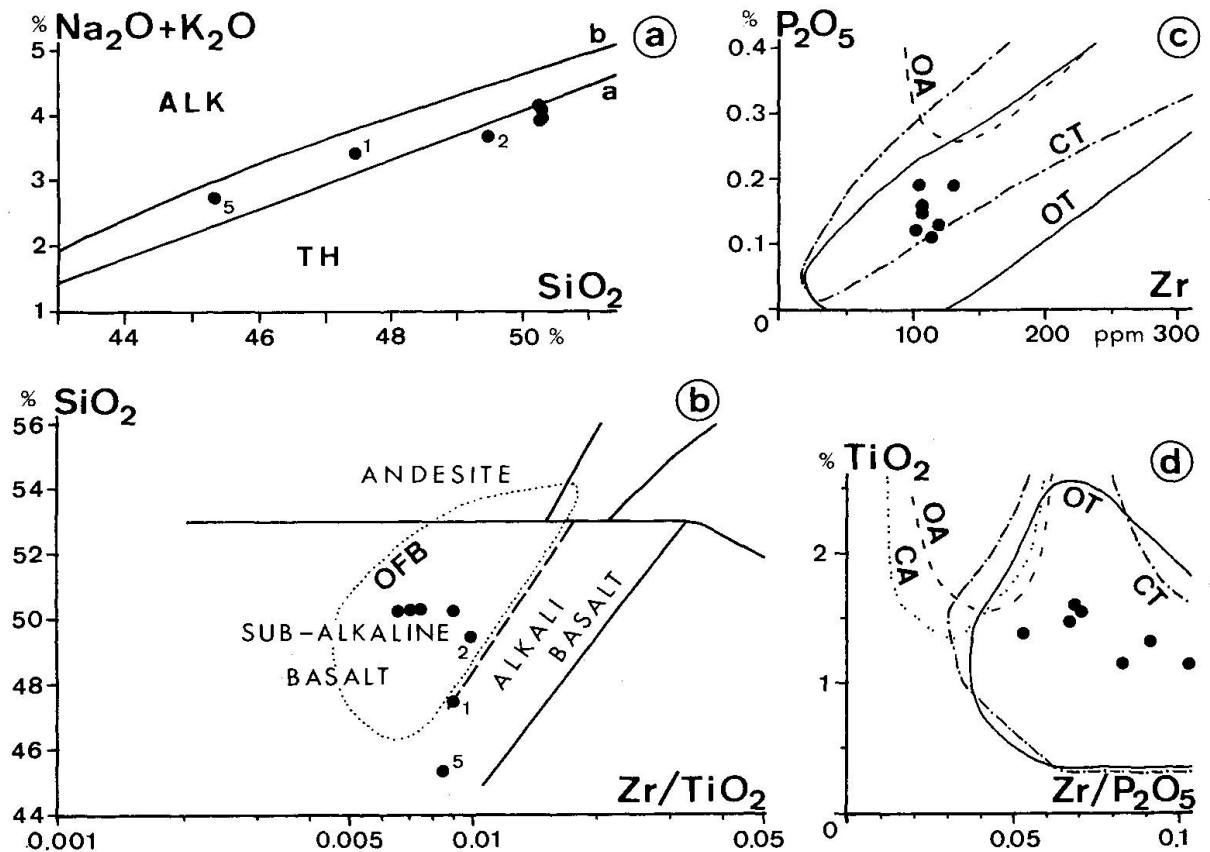 % Na₂O+K₂O
a
5
4
3
2
1
b
a
ALK
TH
1
2
5
44 46 48 50 %
SiO₂
% P₂O₅
c
0.4
0.3
0.2
0.1
0
OA
CT
OT
Zr
100 200 ppm 300
% SiO₂
b
56
54
52
50
48
46
44
ANDESITE
OFB
SUB-ALKALINE
BASALT
ALKALI
BASALT
2
1
5
Zr/TiO₂
0.001 0.005 0.01 0.05
% TiO₂
d
2
1
0
CA
OA
OT
CT
Zr/P₂O₅
0.05 0.1